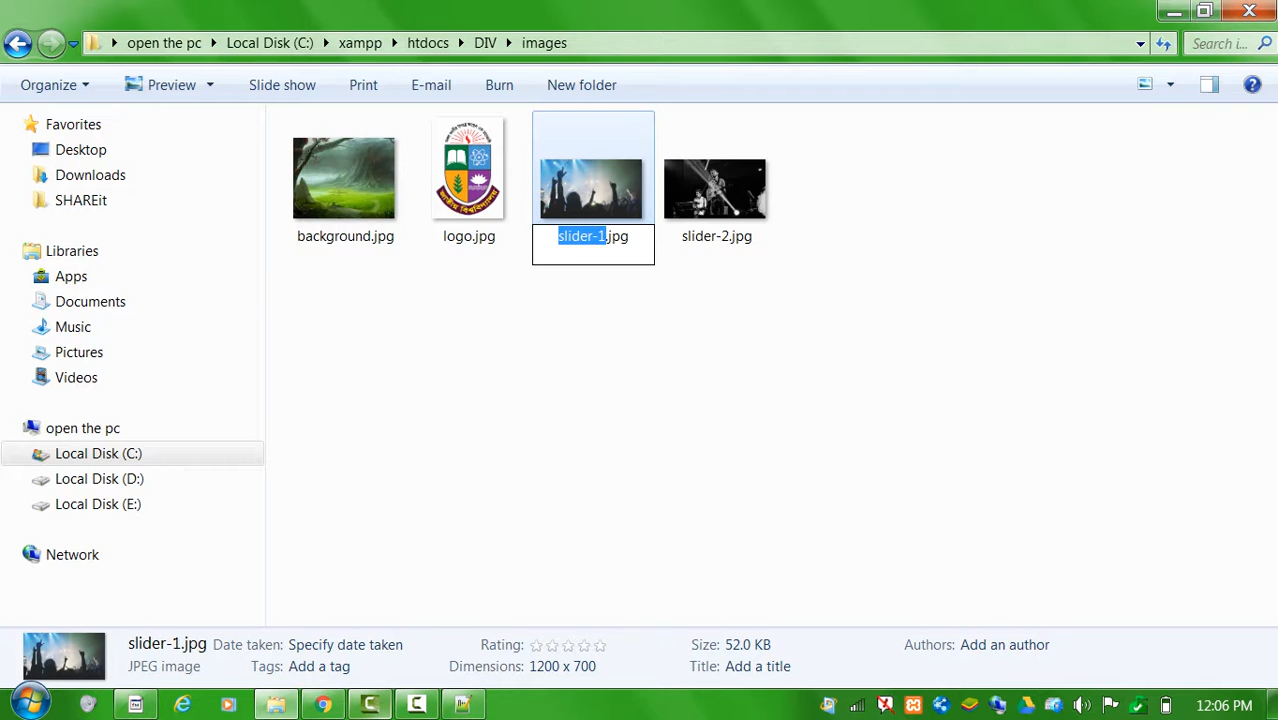 open the pc Local Disk (C:) xampp htdocs DIV images
Search i...
Organize Preview Slide show Print E-mail Burn New folder
Favorites
Desktop
Downloads
SHAREit
Libraries
Apps
Documents
Music
Pictures
Videos
open the pc
Local Disk (C:)
Local Disk (D:)
Local Disk (E:)
Network
background.jpg logo.jpg slider-1.jpg slider-2.jpg
slider-1.jpg Date taken: Specify date taken Rating: Size: 52.0 KB Authors: Add an author
JPEG image Tags: Add a tag Dimensions: 1200 x 700 Title: Add a title
12:06 PM